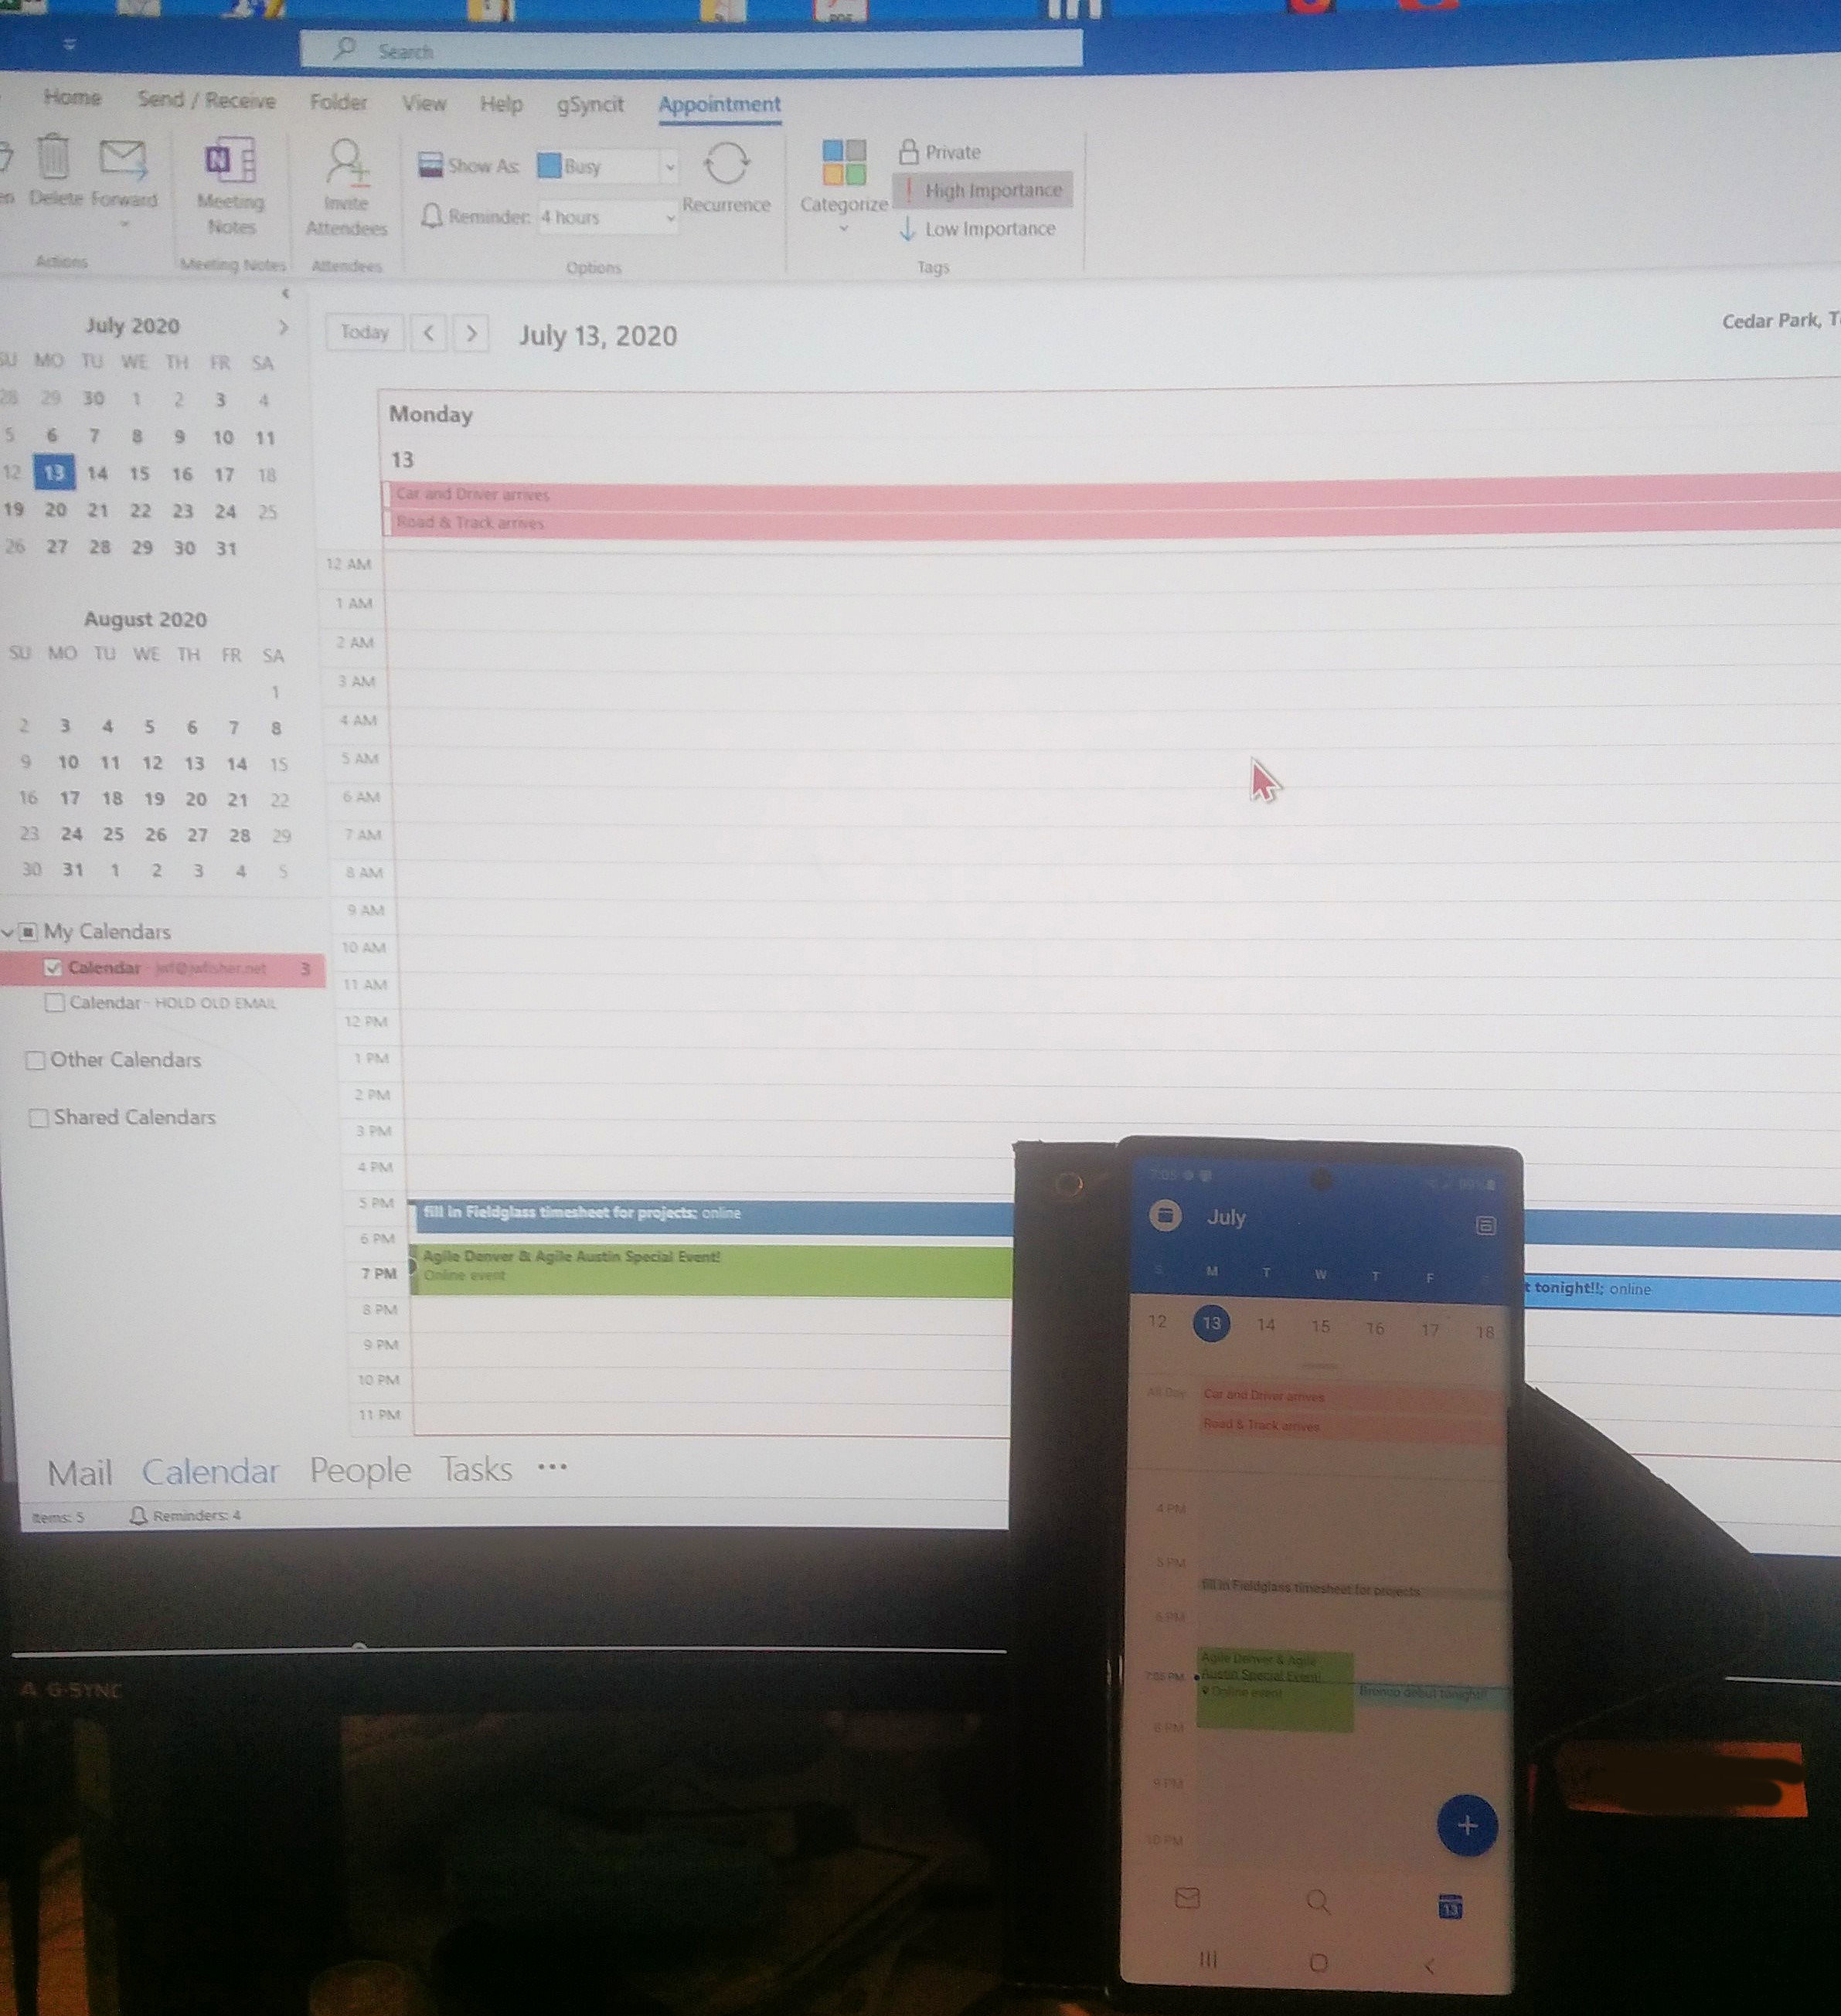 Search
Home Send / Receive Folder View Help gSyncit Appointment
Delete Forward
Meeting Notes
Invite Attendees
Show As: Busy
Reminder: 4 hours
Recurrence
Categorize
Private
High Importance
Low Importance
Actions Meeting Notes Attendees Options Tags
July 2020
SU MO TU WE TH FR SA
28 29 30 1 2 3 4
5 6 7 8 9 10 11
12 13 14 15 16 17 18
19 20 21 22 23 24 25
26 27 28 29 30 31
August 2020
SU MO TU WE TH FR SA
1
2 3 4 5 6 7 8
9 10 11 12 13 14 15
16 17 18 19 20 21 22
23 24 25 26 27 28 29
30 31 1 2 3 4 5
My Calendars
Calendar - jwf@jwfisher.net 3
Calendar - HOLD OLD EMAIL
Other Calendars
Shared Calendars
Today July 13, 2020
Cedar Park,
Monday
13
Car and Driver arrives
Road & Track arrives
12 AM
1 AM
2 AM
3 AM
4 AM
5 AM
6 AM
7 AM
8 AM
9 AM
10 AM
11 AM
12 PM
1 PM
2 PM
3 PM
4 PM
5 PM
fill in Fieldglass timesheet for projects; online
6 PM
Agile Denver & Agile Austin Special Event!
Online event
7 PM
t tonight!!; online
8 PM
9 PM
10 PM
11 PM
Mail Calendar People Tasks ...
Items: 5 Reminders: 4
G-SYNC
7:05 99%
July
S M T W T F S
12 13 14 15 16 17 18
All Day
Car and Driver arrives
Road & Track arrives
4 PM
5 PM
fill in Fieldglass timesheet for projects
6 PM
Agile Denver & Agile
Austin Special Event!
Online event
7:05 PM
Bronco debut tonight!!
8 PM
9 PM
10 PM
13